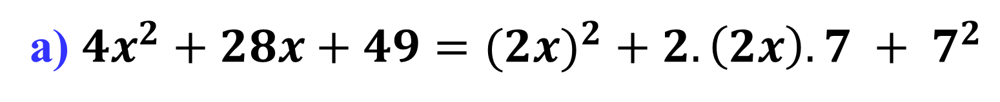 a) 4x² + 28x + 49 = (2x)² + 2. (2x). 7 + 7²